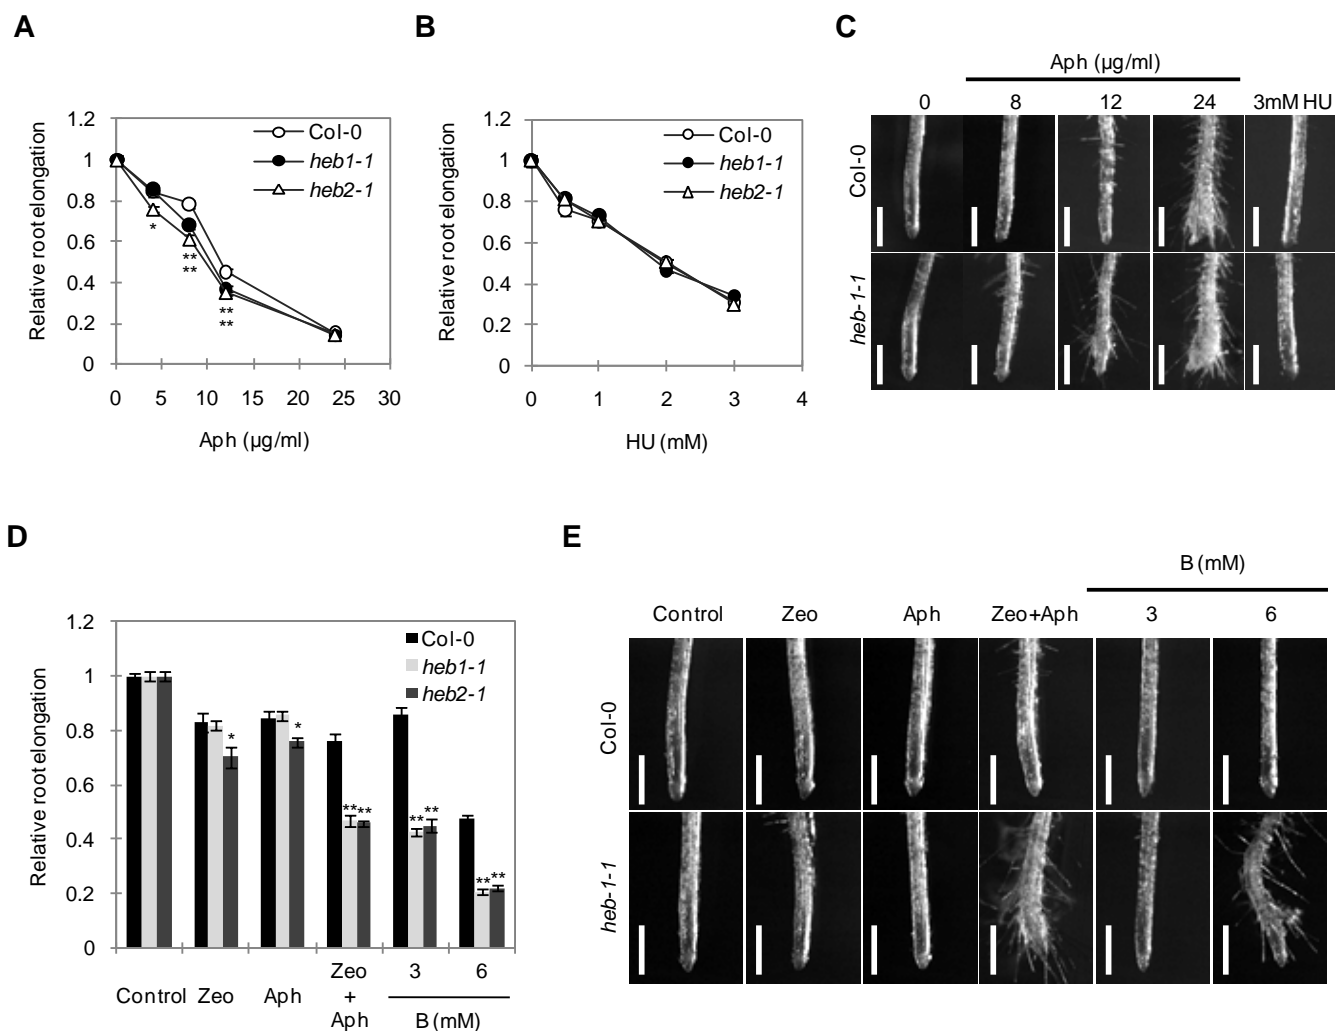 A
B
C
Aph (µg/ml)
0 8 12 24 3mM HU
Col-0
heb-1-1
Relative root elongation
1.2
1
0.8
0.6
0.4
0.2
0
Col-0
heb1-1
heb2-1
*
**
**
**
**
0 5 10 15 20 25 30
Aph (µg/ml)
Relative root elongation
1.2
1
0.8
0.6
0.4
0.2
0
Col-0
heb1-1
heb2-1
0 1 2 3 4
HU (mM)
D
Relative root elongation
1.2
1
0.8
0.6
0.4
0.2
0
Col-0
heb1-1
heb2-1
*
*
** **
** **
** **
Control Zeo Aph
Zeo
+
Aph
3 6
B (mM)
E
B (mM)
Control Zeo Aph Zeo+Aph 3 6
Col-0
heb-1-1